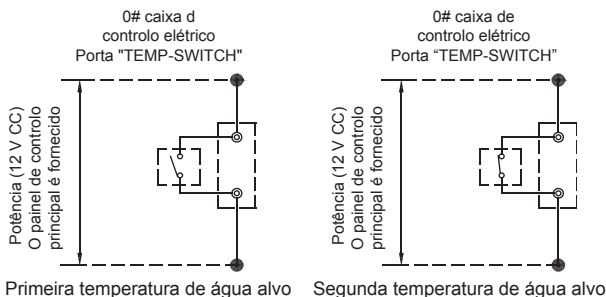 0# caixa d
controlo elétrico
Porta "TEMP-SWITCH"
Potência (12 V CC)
O painel de controlo
principal é fornecido
Primeira temperatura de água alvo
0# caixa de
controlo elétrico
Porta “TEMP-SWITCH”
Potência (12 V CC)
O painel de controlo
principal é fornecido
Segunda temperatura de água alvo